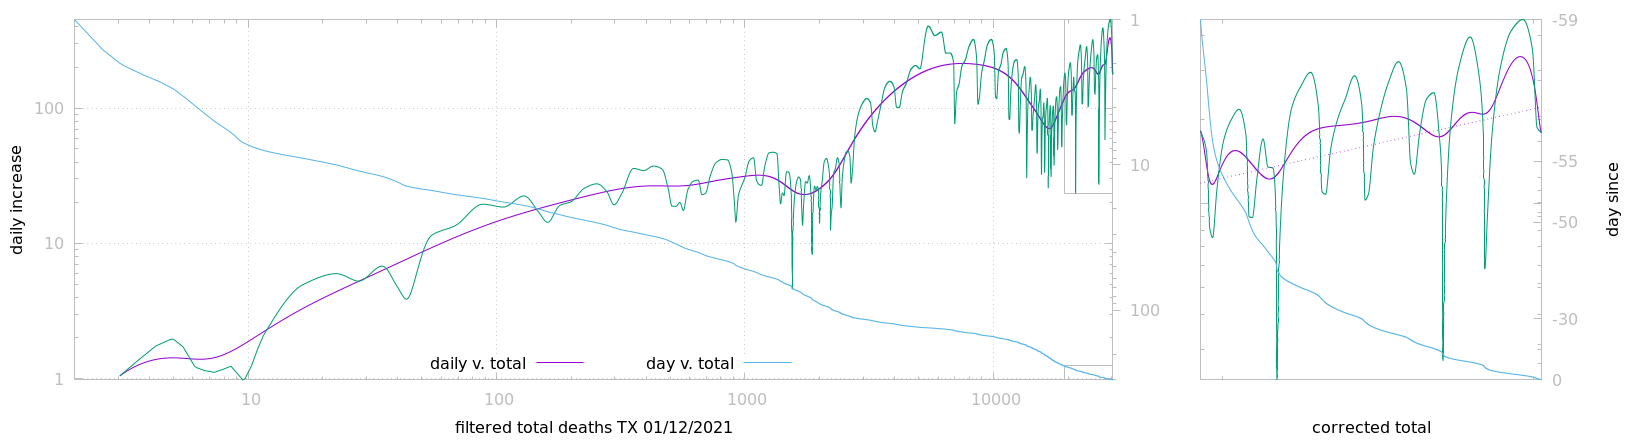 daily increase
100
10
1
10
100
1000
10000
1
10
100
daily v. total
day v. total
filtered total deaths TX 01/12/2021
-59
-55
-50
-30
0
day since
corrected total